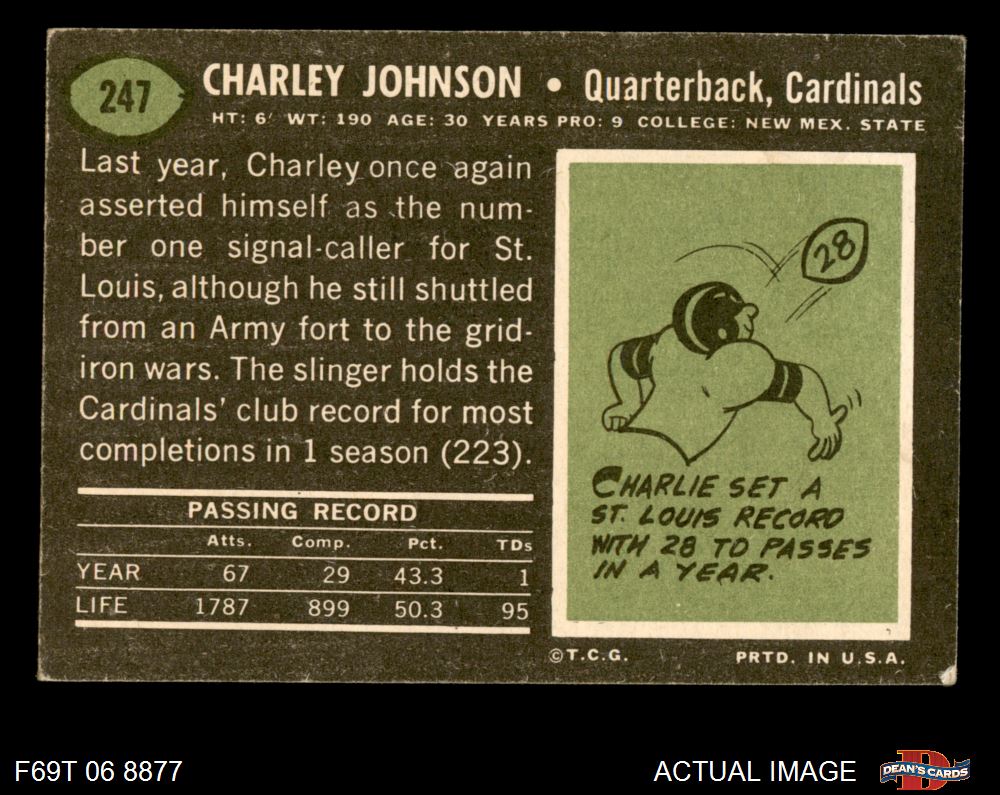 247
CHARLEY JOHNSON • Quarterback, Cardinals
HT: 6' WT: 190 AGE: 30 YEARS PRO: 9 COLLEGE: NEW MEX. STATE
Last year, Charley once again
asserted himself as the num-
ber one signal-caller for St.
Louis, although he still shuttled
from an Army fort to the grid-
iron wars. The slinger holds the
Cardinals' club record for most
completions in 1 season (223).
PASSING RECORD
Atts. Comp. Pct. TDs
YEAR 67 29 43.3 1
LIFE 1787 899 50.3 95
28
CHARLIE SET A
ST. LOUIS RECORD
WITH 28 TD PASSES
IN A YEAR.
©T.C.G. PRTD. IN U.S.A.
F69T 06 8877
ACTUAL IMAGE
DEAN'S CARDS